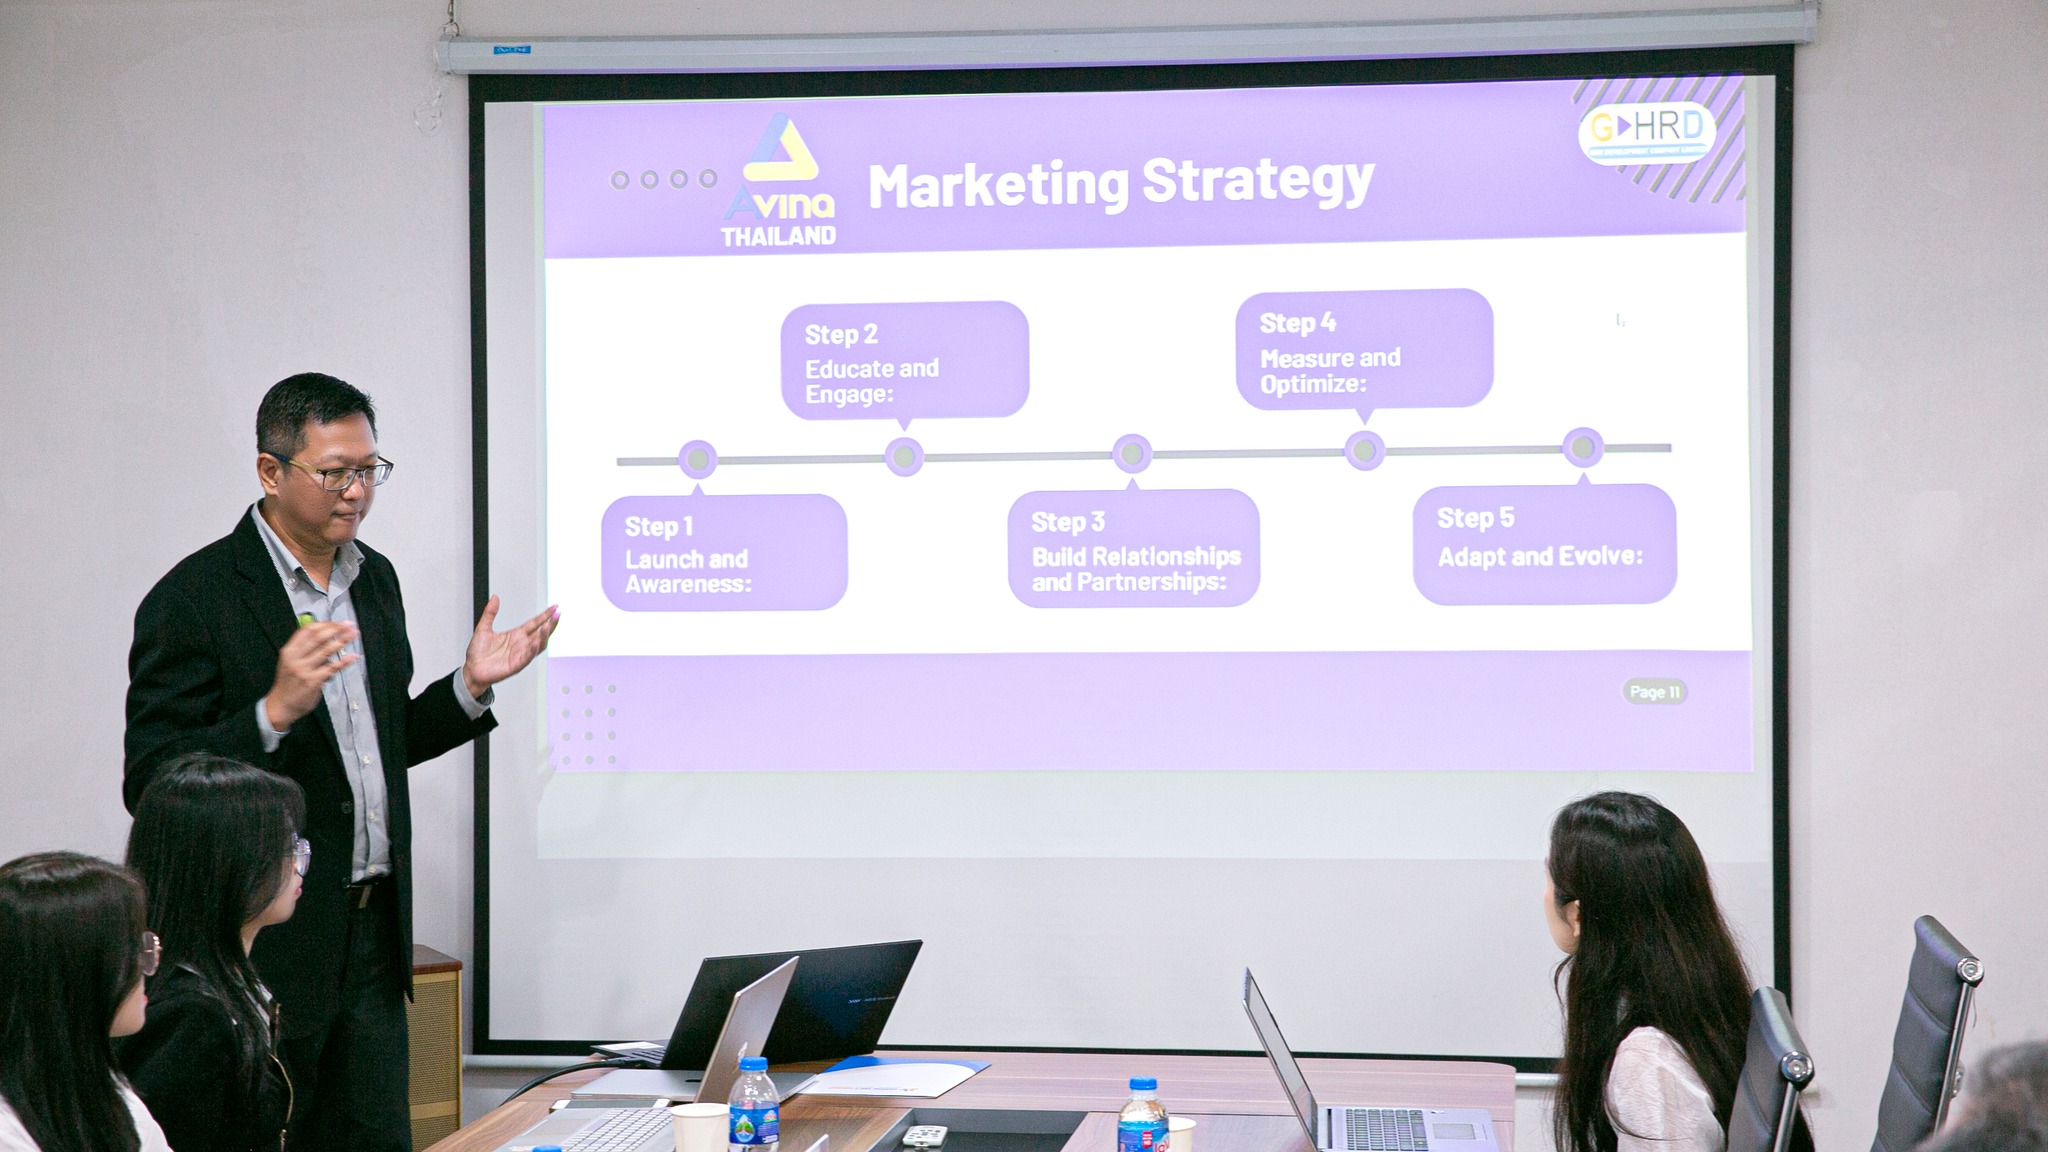 Avina
THAILAND
Marketing Strategy
G HRD
Step 2
Educate and
Engage:
Step 4
Measure and
Optimize:
Step 1
Launch and
Awareness:
Step 3
Build Relationships
and Partnerships:
Step 5
Adapt and Evolve:
Page 11